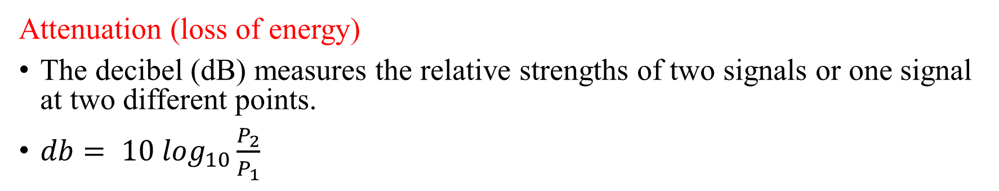 Attenuation (loss of energy)
• The decibel (dB) measures the relative strengths of two signals or one signal
at two different points.
• db = 10 log₁₀ P₂/P₁